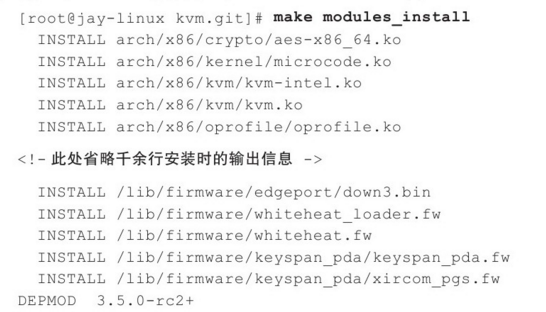 [root@jay-linux kvm.git]# make modules_install
INSTALL arch/x86/crypto/aes-x86_64.ko
INSTALL arch/x86/kernel/microcode.ko
INSTALL arch/x86/kvm/kvm-intel.ko
INSTALL arch/x86/kvm/kvm.ko
INSTALL arch/x86/oprofile/oprofile.ko
<!- 此处省略千余行安装时的输出信息 ->
INSTALL /lib/firmware/edgeport/down3.bin
INSTALL /lib/firmware/whiteheat_loader.fw
INSTALL /lib/firmware/whiteheat.fw
INSTALL /lib/firmware/keyspan_pda/keyspan_pda.fw
INSTALL /lib/firmware/keyspan_pda/xircom_pgs.fw
DEPMOD 3.5.0-rc2+